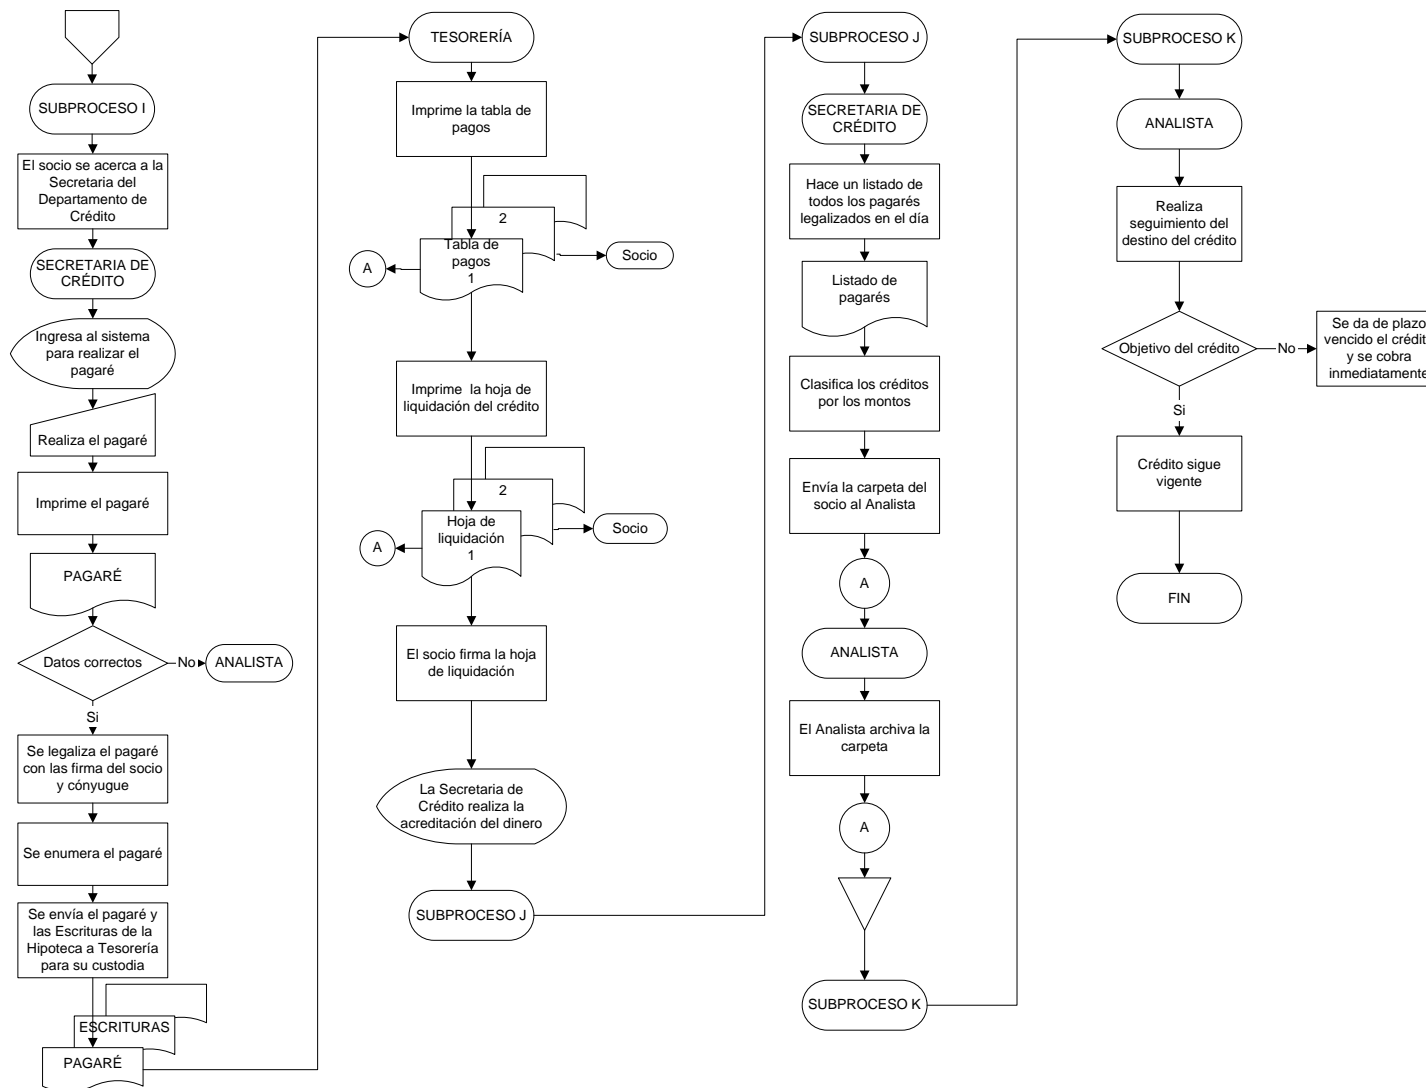 SUBPROCESO I
El socio se acerca a la
Secretaria del
Departamento de
Crédito
SECRETARIA DE
CRÉDITO
Ingresa al sistema
para realizar el
pagaré
Realiza el pagaré
Imprime el pagaré
PAGARÉ
Datos correctos
No
ANALISTA
Si
Se legaliza el pagaré
con las firma del socio
y cónyugue
Se enumera el pagaré
Se envía el pagaré y
las Escrituras de la
Hipoteca a Tesorería
para su custodia
ESCRITURAS
PAGARÉ
TESORERÍA
Imprime la tabla de
pagos
2
Tabla de
pagos
1
A
Socio
Imprime  la hoja de
liquidación del crédito
2
Hoja de
liquidación
1
A
Socio
El socio firma la hoja
de liquidación
La Secretaria de
Crédito realiza la
acreditación del dinero
SUBPROCESO J
SUBPROCESO J
SECRETARIA DE
CRÉDITO
Hace un listado de
todos los pagarés
legalizados en el día
Listado de
pagarés
Clasifica los créditos
por los montos
Envía la carpeta del
socio al Analista
A
ANALISTA
El Analista archiva la
carpeta
A
SUBPROCESO K
SUBPROCESO K
ANALISTA
Realiza
seguimiento del
destino del crédito
Objetivo del crédito
No
Se da de plazo
vencido el crédit
y se cobra
inmediatamente
Si
Crédito sigue
vigente
FIN